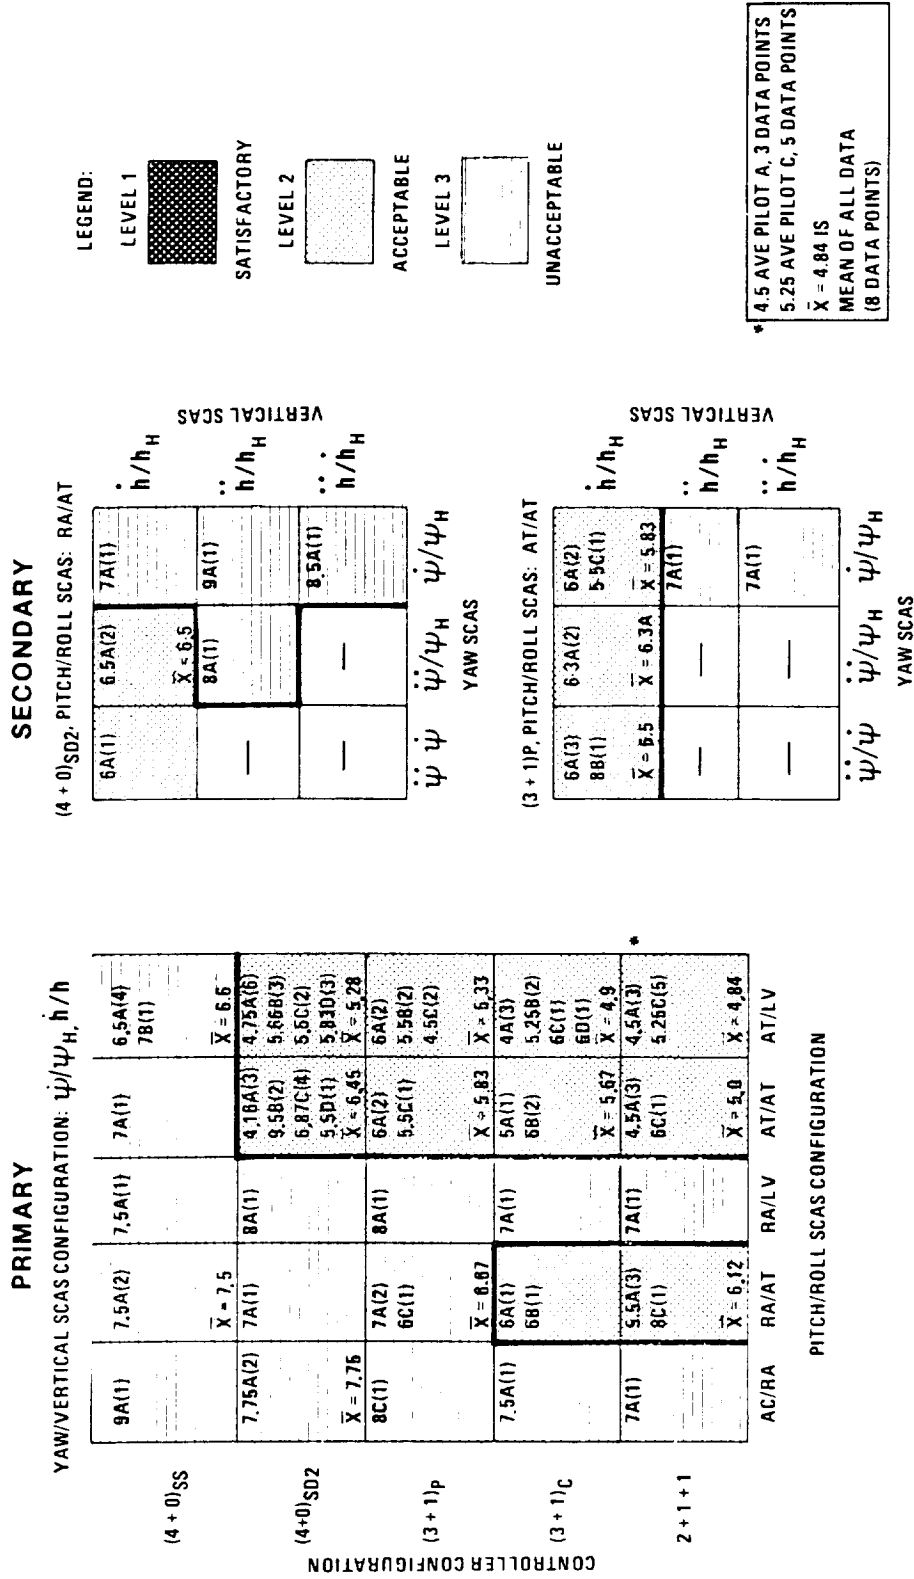 PRIMARY
YAW/VERTICAL SCAS CONFIGURATION: ψ̇/ψ_H, ḣ/h
CONTROLLER CONFIGURATION
(4 + 0)SS
9A(1)
7.5A(2)
X̄ = 7.5
7.5A(1)
7A(1)
6.5A(4)
7B(1)
X̄ = 6.6
(4+0)SD2
7.75A(2)
X̄ = 7.75
7A(1)
8A(1)
4.16A(3)
9.5B(2)
6.87C(4)
5.5D(1)
X̄ = 6.45
4.75A(6)
5.66B(3)
5.5C(2)
5.83D(3)
X̄ = 5.28
(3 + 1)P
8C(1)
7A(2)
6C(1)
X̄ = 6.67
8A(1)
6A(2)
5.5C(1)
X̄ = 5.83
6A(2)
5.5B(2)
4.5C(2)
X̄ = 5.33
(3 + 1)C
7.5A(1)
6A(1)
6B(1)
7A(1)
5A(1)
6B(2)
X̄ = 5.67
4A(3)
5.25B(2)
6C(1)
6D(1)
X̄ = 4.9
2 + 1 + 1
7A(1)
5.5A(3)
8C(1)
X̄ = 6.12
7A(1)
4.5A(3)
6C(1)
X̄ = 5.0
4.5A(3)
5.25C(5)
X̄ = 4.84
*
AC/RA
RA/AT
RA/LV
AT/AT
AT/LV
PITCH/ROLL SCAS CONFIGURATION
SECONDARY
(4 + 0)SD2, PITCH/ROLL SCAS: RA/AT
6A(1)
6.5A(2)
X̄ = 6.5
7A(1)
ḣ/h_H
—
8A(1)
9A(1)
ḧ/h_H
—
—
8.5A(1)
ḧ/ḣ
VERTICAL SCAS
ψ̈ ψ̇
ψ̈/ψ_H
ψ̇/ψ_H
YAW SCAS
(3 + 1)P, PITCH/ROLL SCAS: AT/AT
6A(3)
8B(1)
X̄ = 6.5
6.3A(2)
X̄ = 6.3A
6A(2)
5.5C(1)
X̄ = 5.83
ḣ/h_H
—
—
7A(1)
ḧ/h_H
—
—
7A(1)
ḧ/ḣ
VERTICAL SCAS
ψ̈/ψ̇
ψ̈/ψ_H
ψ̇/ψ_H
YAW SCAS
LEGEND:
LEVEL 1
SATISFACTORY
LEVEL 2
ACCEPTABLE
LEVEL 3
UNACCEPTABLE
* 4.5 AVE PILOT A, 3 DATA POINTS
5.25 AVE PILOT C, 5 DATA POINTS
X̄ = 4.84 IS
MEAN OF ALL DATA
(8 DATA POINTS)